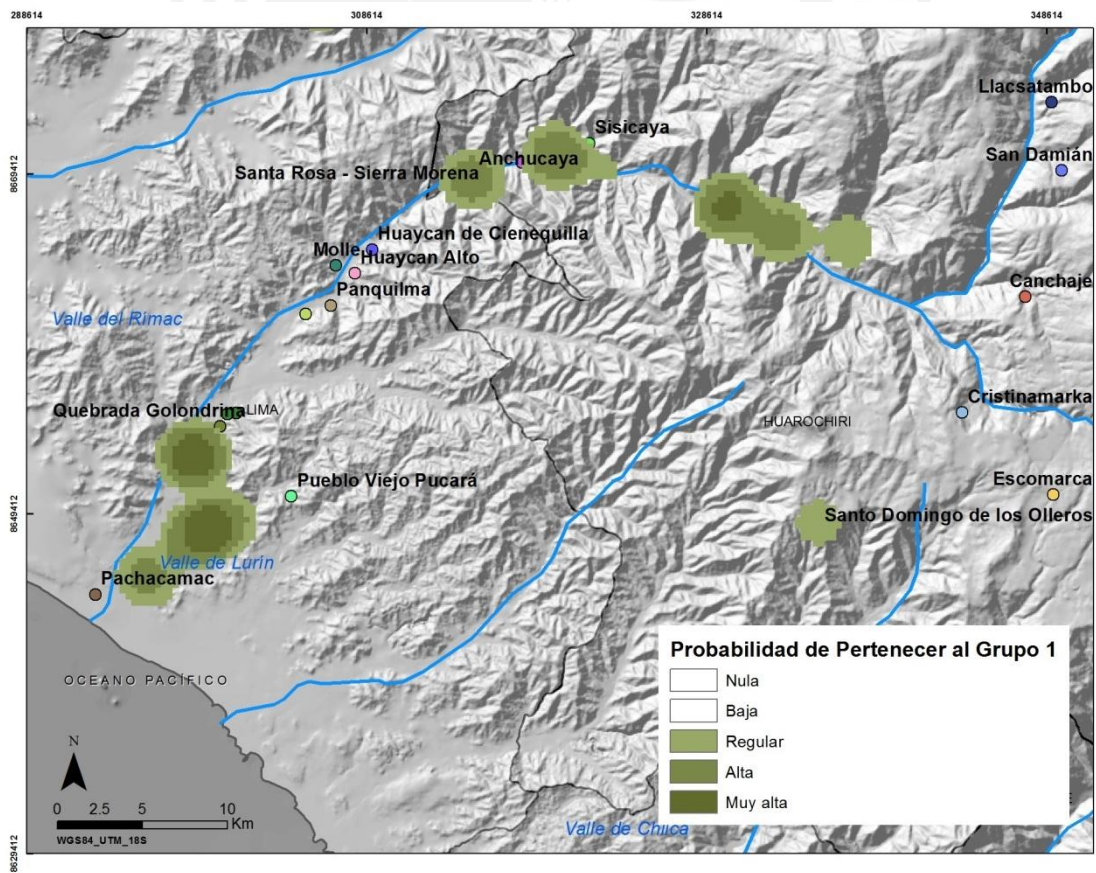 288614
308614
328614
348614
8669412
8649412
8629412
Llacsatambo
Sisicaya
San Damián
Anchucaya
Santa Rosa - Sierra Morena
Huaycan de Cieneguilla
Molle
Huaycan Alto
Canchaje
Panquilma
Valle del Rimac
Cristinamarka
Quebrada Golondrina
LIMA
HUAROCHIRI
Pueblo Viejo Pucará
Escomarca
Santo Domingo de los Olleros
Valle de Lurín
Pachacamac
OCEANO PACÍFICO
Probabilidad de Pertenecer al Grupo 1
Nula
Baja
Regular
Alta
Muy alta
N
0 2.5 5 10
Km
WGS84_UTM_18S
Valle de Chilca
E